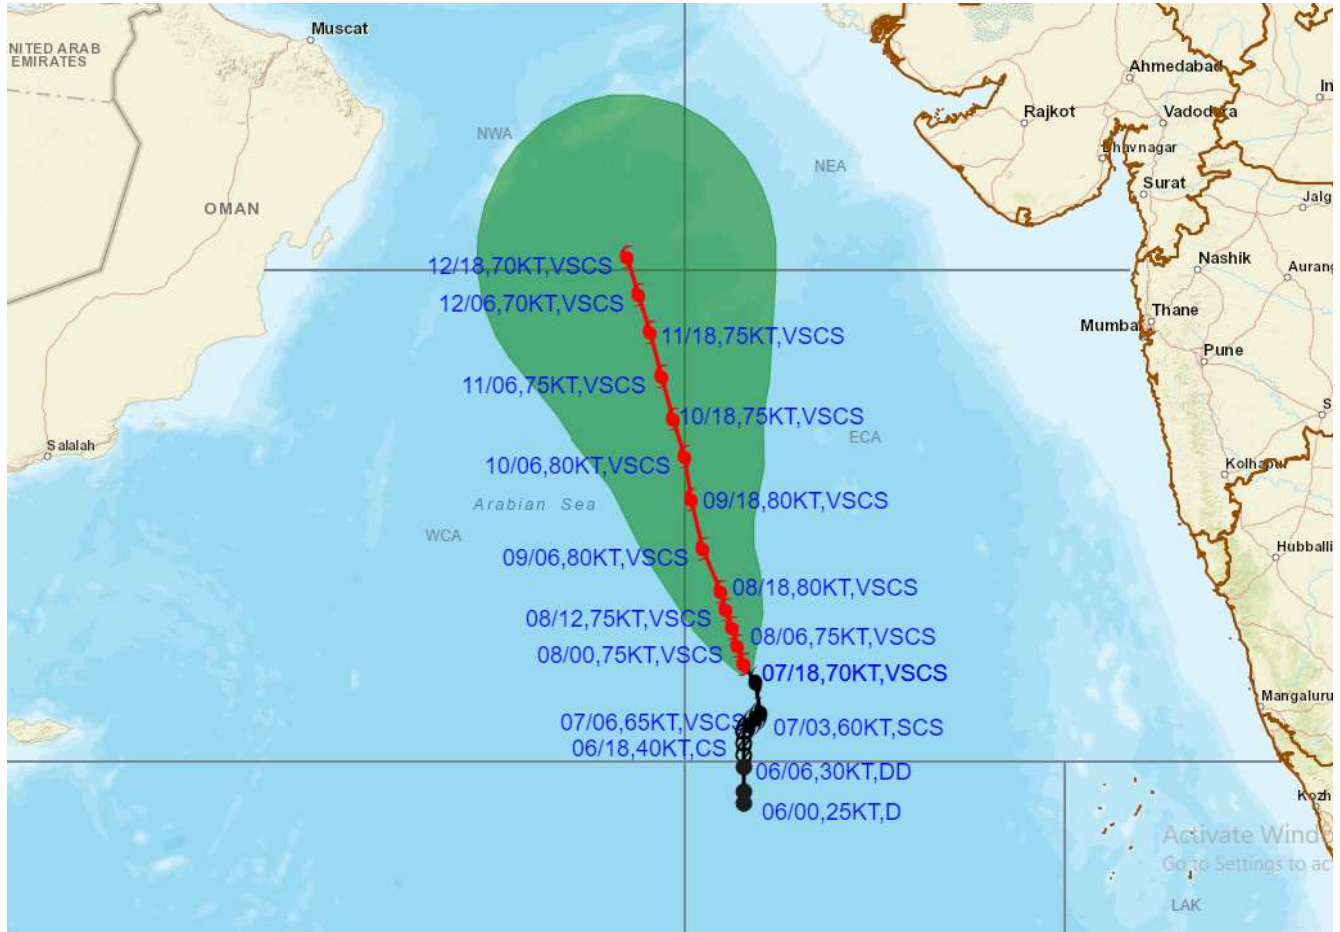 Muscat
NITED ARAB
EMIRATES
Ahmedabad
In
Rajkot
Vadodara
NWA
Bhavnagar
NEA
Surat
Jalg
OMAN
Nashik
Aurang
12/18,70KT,VSCS
12/06,70KT,VSCS
Thane
Mumba
11/18,75KT,VSCS
Pune
11/06,75KT,VSCS
S
10/18,75KT,VSCS
ECA
Salalah
Kolhapur
10/06,80KT,VSCS
Arabian Sea
09/18,80KT,VSCS
WCA
Hubballi
09/06,80KT,VSCS
08/18,80KT,VSCS
08/12,75KT,VSCS
08/06,75KT,VSCS
08/00,75KT,VSCS
07/18,70KT,VSCS
Mangaluru
07/06,65KT,VSCS
07/03,60KT,SCS
06/18,40KT,CS
06/06,30KT,DD
Kozh
06/00,25KT,D
Activate Windo
Go to Settings to ac
LAK